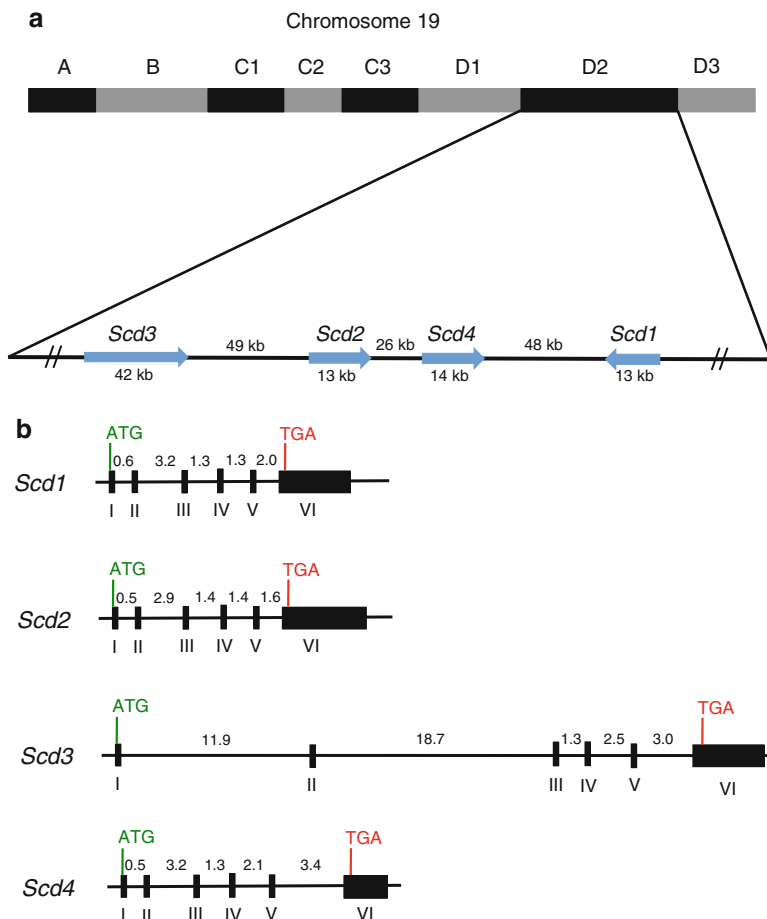 a
Chromosome 19
A B C1 C2 C3 D1 D2 D3
Scd3 Scd2 Scd4 Scd1
49 kb 26 kb 48 kb
// //
42 kb 13 kb 14 kb 13 kb
b
ATG TGA
0.6 3.2 1.3 1.3 2.0
Scd1
I II III IV V VI
ATG TGA
0.5 2.9 1.4 1.4 1.6
Scd2
I II III IV V VI
ATG TGA
11.9 18.7 1.3 2.5 3.0
Scd3
I II III IV V VI
ATG TGA
0.5 3.2 1.3 2.1 3.4
Scd4
I II III IV V VI